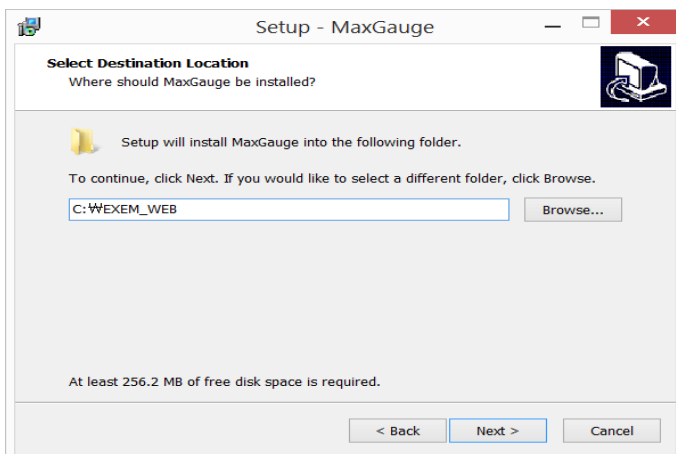 Setup - MaxGauge
Select Destination Location
Where should MaxGauge be installed?
Setup will install MaxGauge into the following folder.
To continue, click Next. If you would like to select a different folder, click Browse.
C:₩EXEM_WEB
Browse...
At least 256.2 MB of free disk space is required.
< Back
Next >
Cancel